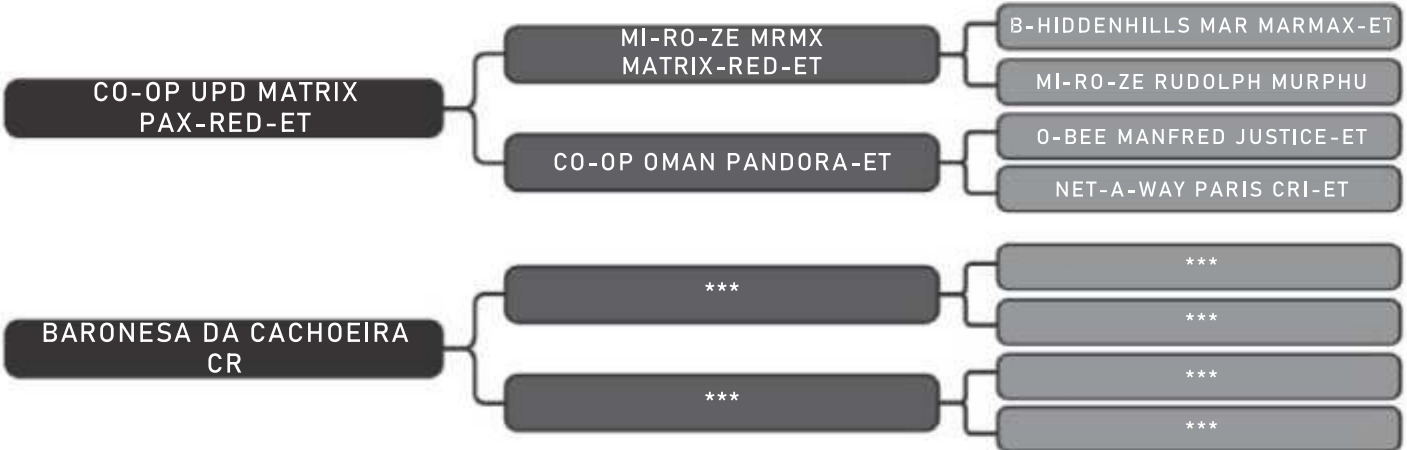 B-HIDDENHILLS MAR MARMAX-ET
MI-RO-ZE MRMX
MATRIX-RED-ET
MI-RO-ZE RUDOLPH MURPHU
CO-OP UPD MATRIX
PAX-RED-ET
O-BEE MANFRED JUSTICE-ET
CO-OP OMAN PANDORA-ET
NET-A-WAY PARIS CRI-ET
***
***
***
BARONESA DA CACHOEIRA
CR
***
***
***